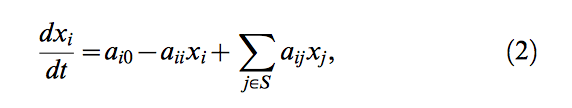 dx_i/dt = a_{i0} − a_{ii}x_i + ∑_{j∈S} a_{ij}x_j, (2)